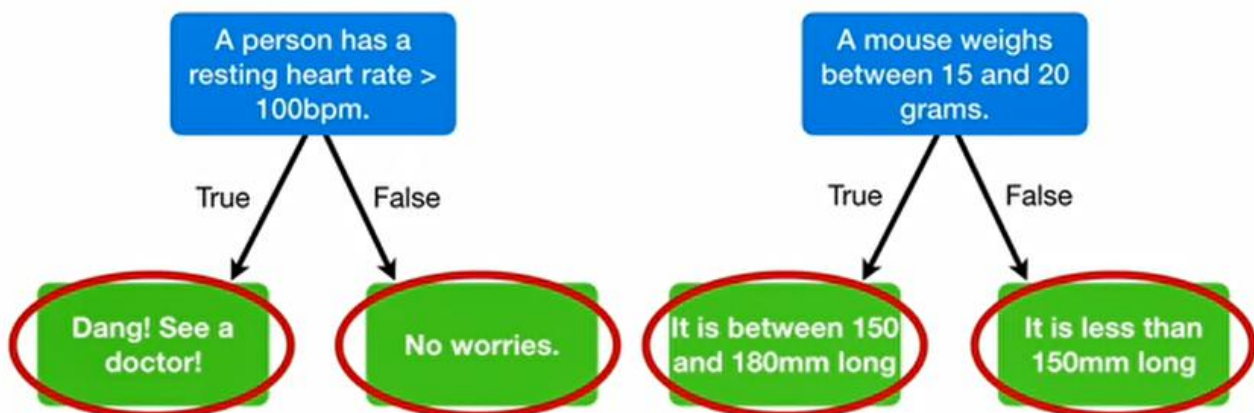 A person has a
resting heart rate >
100bpm.
A mouse weighs
between 15 and 20
grams.
True
False
True
False
Dang! See a
doctor!
No worries.
It is between 150
and 180mm long
It is less than
150mm long